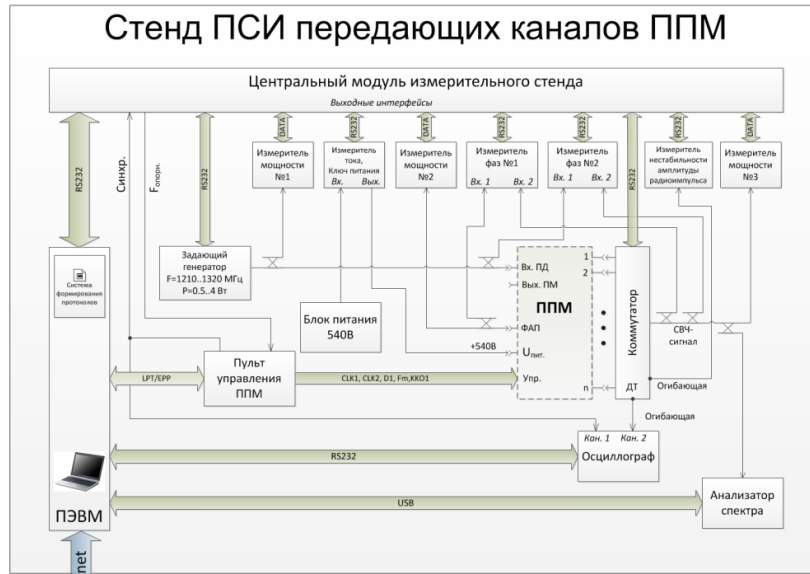 Стенд ПСИ передающих каналов ППМ
Центральный модуль измерительного стенда
Выходные интерфейсы
RS232
Синхр.
Fопорн.
RS232
DATA
RS232
DATA
RS232
RS232
RS232
RS232
DATA
Измеритель
мощности
№1
Измеритель
тока,
Ключ питания
Вх. Вых.
Измеритель
мощности
№2
Измеритель
фаз №1
Вх. 1 Вх. 2
Измеритель
фаз №2
Вх. 1 Вх. 2
Измеритель
нестабильности
амплитуды
радиоимпульса
Измеритель
мощности
№3
Задающий
генератор
F=1210..1320 МГц
P=0.5..4 Вт
Система
формирования
протоколов
Блок питания
540В
Вх. ПД
Вых. ПМ
ППМ
ФАП
+540В
Uпит.
Упр.
1
2
n
Коммутатор
ДТ
СВЧ-
сигнал
Огибающая
Огибающая
LPT/EPP
Пульт
управления
ППМ
CLK1, CLK2, D1, Fm,KKO1
Кан. 1 Кан. 2
Осциллограф
RS232
USB
Анализатор
спектра
ПЭВМ
net